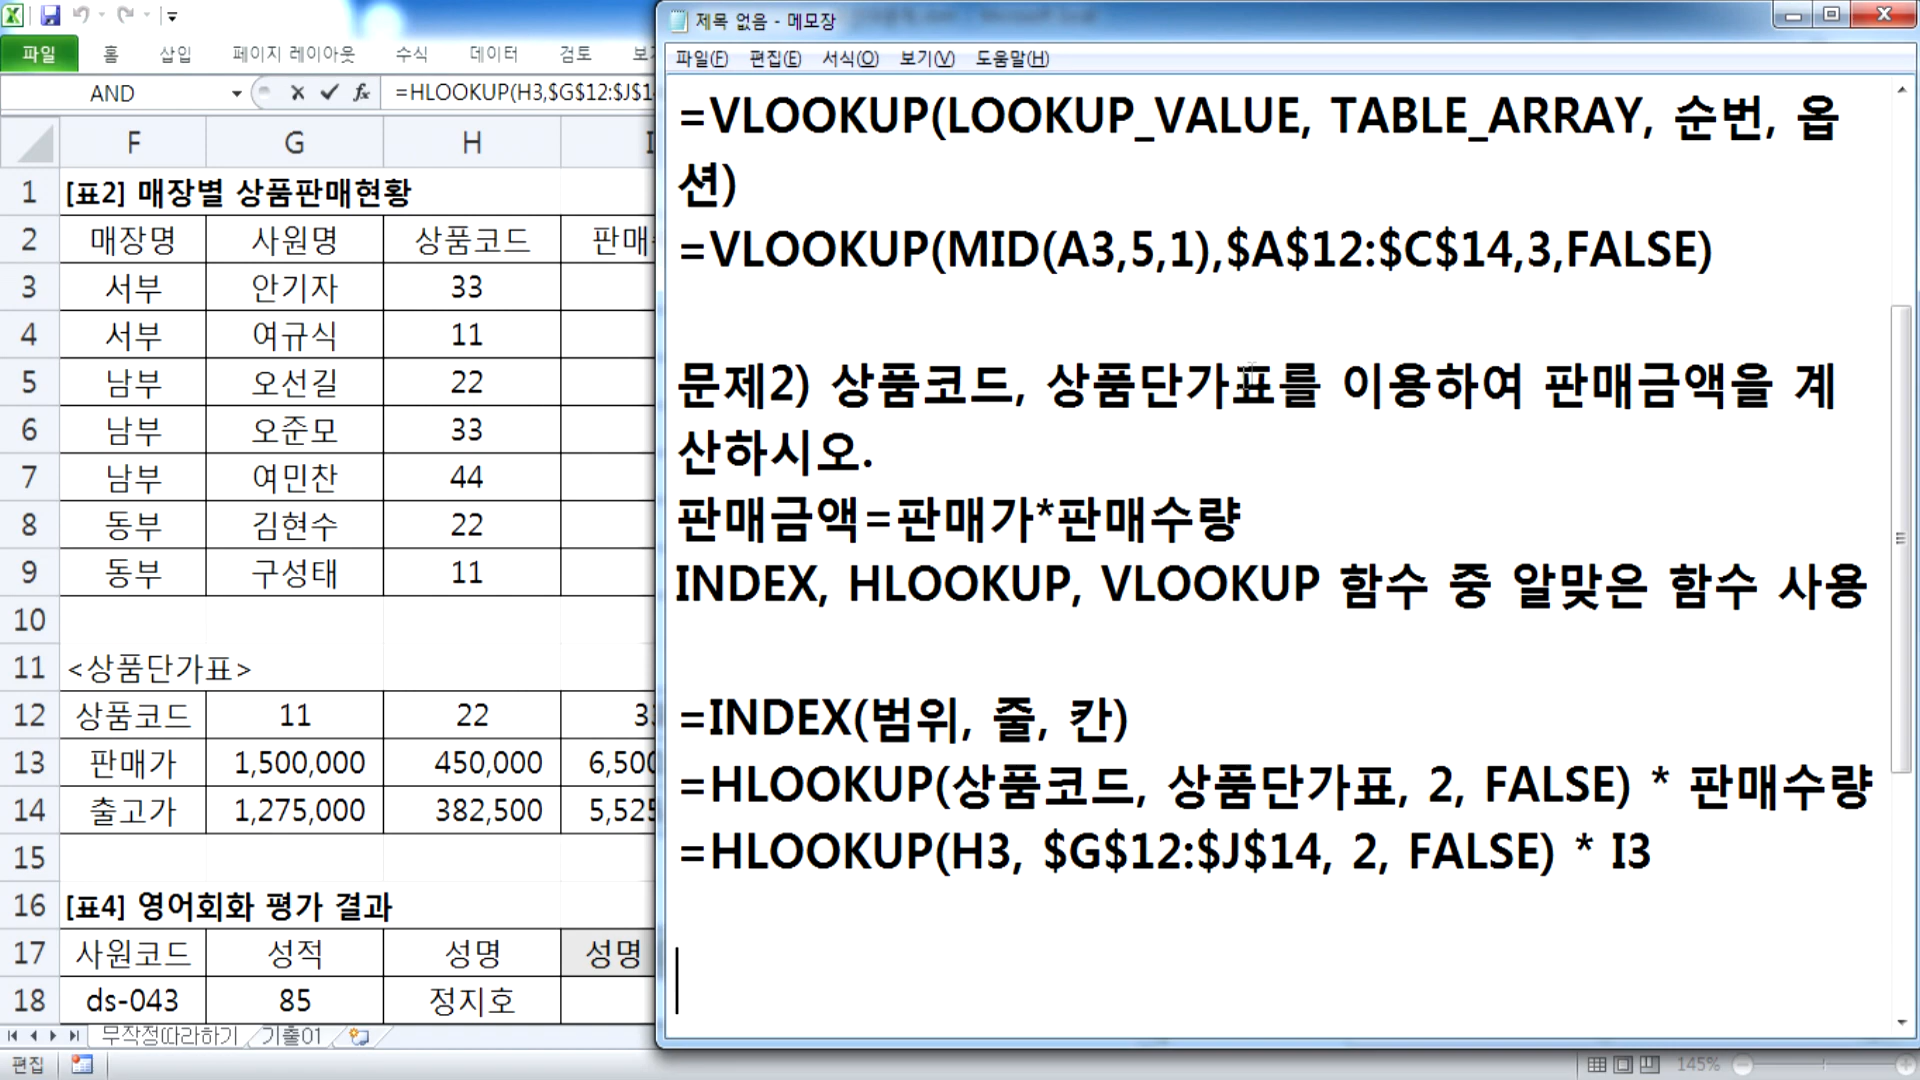 제목 없음 - 메모장
파일 홈 삽입 페이지 레이아웃 수식 데이터 검토
파일(F) 편집(E) 서식(O) 보기(V) 도움말(H)
AND =HLOOKUP(H3,$G$12:$J$14
F G H I
1 [표2] 매장별 상품판매현황
2 매장명 사원명 상품코드 판매
3 서부 안기자 33
4 서부 여규식 11
5 남부 오선길 22
6 남부 오준모 33
7 남부 여민찬 44
8 동부 김현수 22
9 동부 구성태 11
10
11 <상품단가표>
12 상품코드 11 22 33
13 판매가 1,500,000 450,000 6,500
14 출고가 1,275,000 382,500 5,525
15
16 [표4] 영어회화 평가 결과
17 사원코드 성적 성명 성명
18 ds-043 85 정지호
무작정따라하기 기출01
편집
=VLOOKUP(LOOKUP_VALUE, TABLE_ARRAY, 순번, 옵
션)
=VLOOKUP(MID(A3,5,1),$A$12:$C$14,3,FALSE)
문제2) 상품코드, 상품단가표를 이용하여 판매금액을 계
산하시오.
판매금액=판매가*판매수량
INDEX, HLOOKUP, VLOOKUP 함수 중 알맞은 함수 사용
=INDEX(범위, 줄, 칸)
=HLOOKUP(상품코드, 상품단가표, 2, FALSE) * 판매수량
=HLOOKUP(H3, $G$12:$J$14, 2, FALSE) * I3
145%